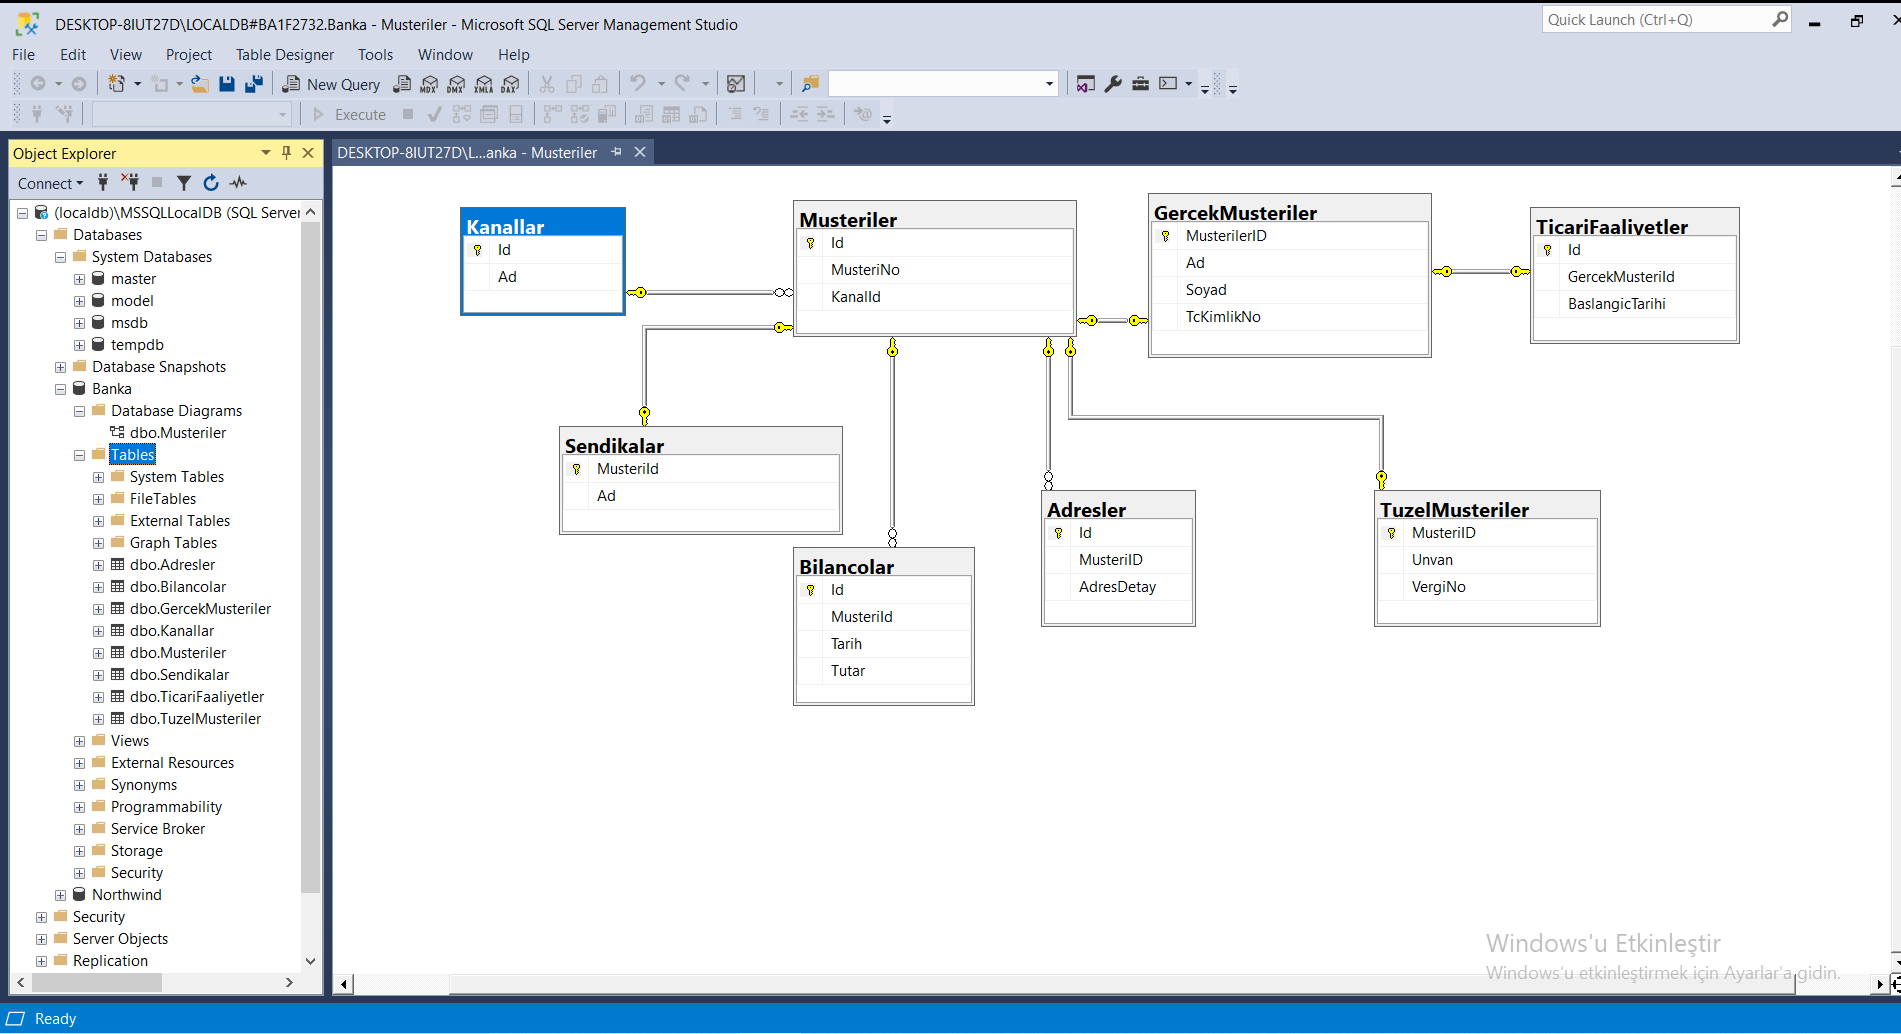 DESKTOP-8IUT27D\LOCALDB#BA1F2732.Banka - Musteriler - Microsoft SQL Server Management Studio
Quick Launch (Ctrl+Q)
File Edit View Project Table Designer Tools Window Help
New Query MDX DMX XMLA DAX
Execute
Object Explorer
Connect
(localdb)\MSSQLLocalDB (SQL Server
Databases
System Databases
master
model
msdb
tempdb
Database Snapshots
Banka
Database Diagrams
dbo.Musteriler
Tables
System Tables
FileTables
External Tables
Graph Tables
dbo.Adresler
dbo.Bilancolar
dbo.GercekMusteriler
dbo.Kanallar
dbo.Musteriler
dbo.Sendikalar
dbo.TicariFaaliyetler
dbo.TuzelMusteriler
Views
External Resources
Synonyms
Programmability
Service Broker
Storage
Security
Northwind
Security
Server Objects
Replication
DESKTOP-8IUT27D\L...anka - Musteriler
Kanallar
Id
Ad
Musteriler
Id
MusteriNo
KanalId
GercekMusteriler
MusterilerID
Ad
Soyad
TcKimlikNo
TicariFaaliyetler
Id
GercekMusteriId
BaslangicTarihi
Sendikalar
MusteriId
Ad
Bilancolar
Id
MusteriId
Tarih
Tutar
Adresler
Id
MusteriID
AdresDetay
TuzelMusteriler
MusteriID
Unvan
VergiNo
Windows'u Etkinleştir
Windows'u etkinleştirmek için Ayarlar'a gidin.
Ready